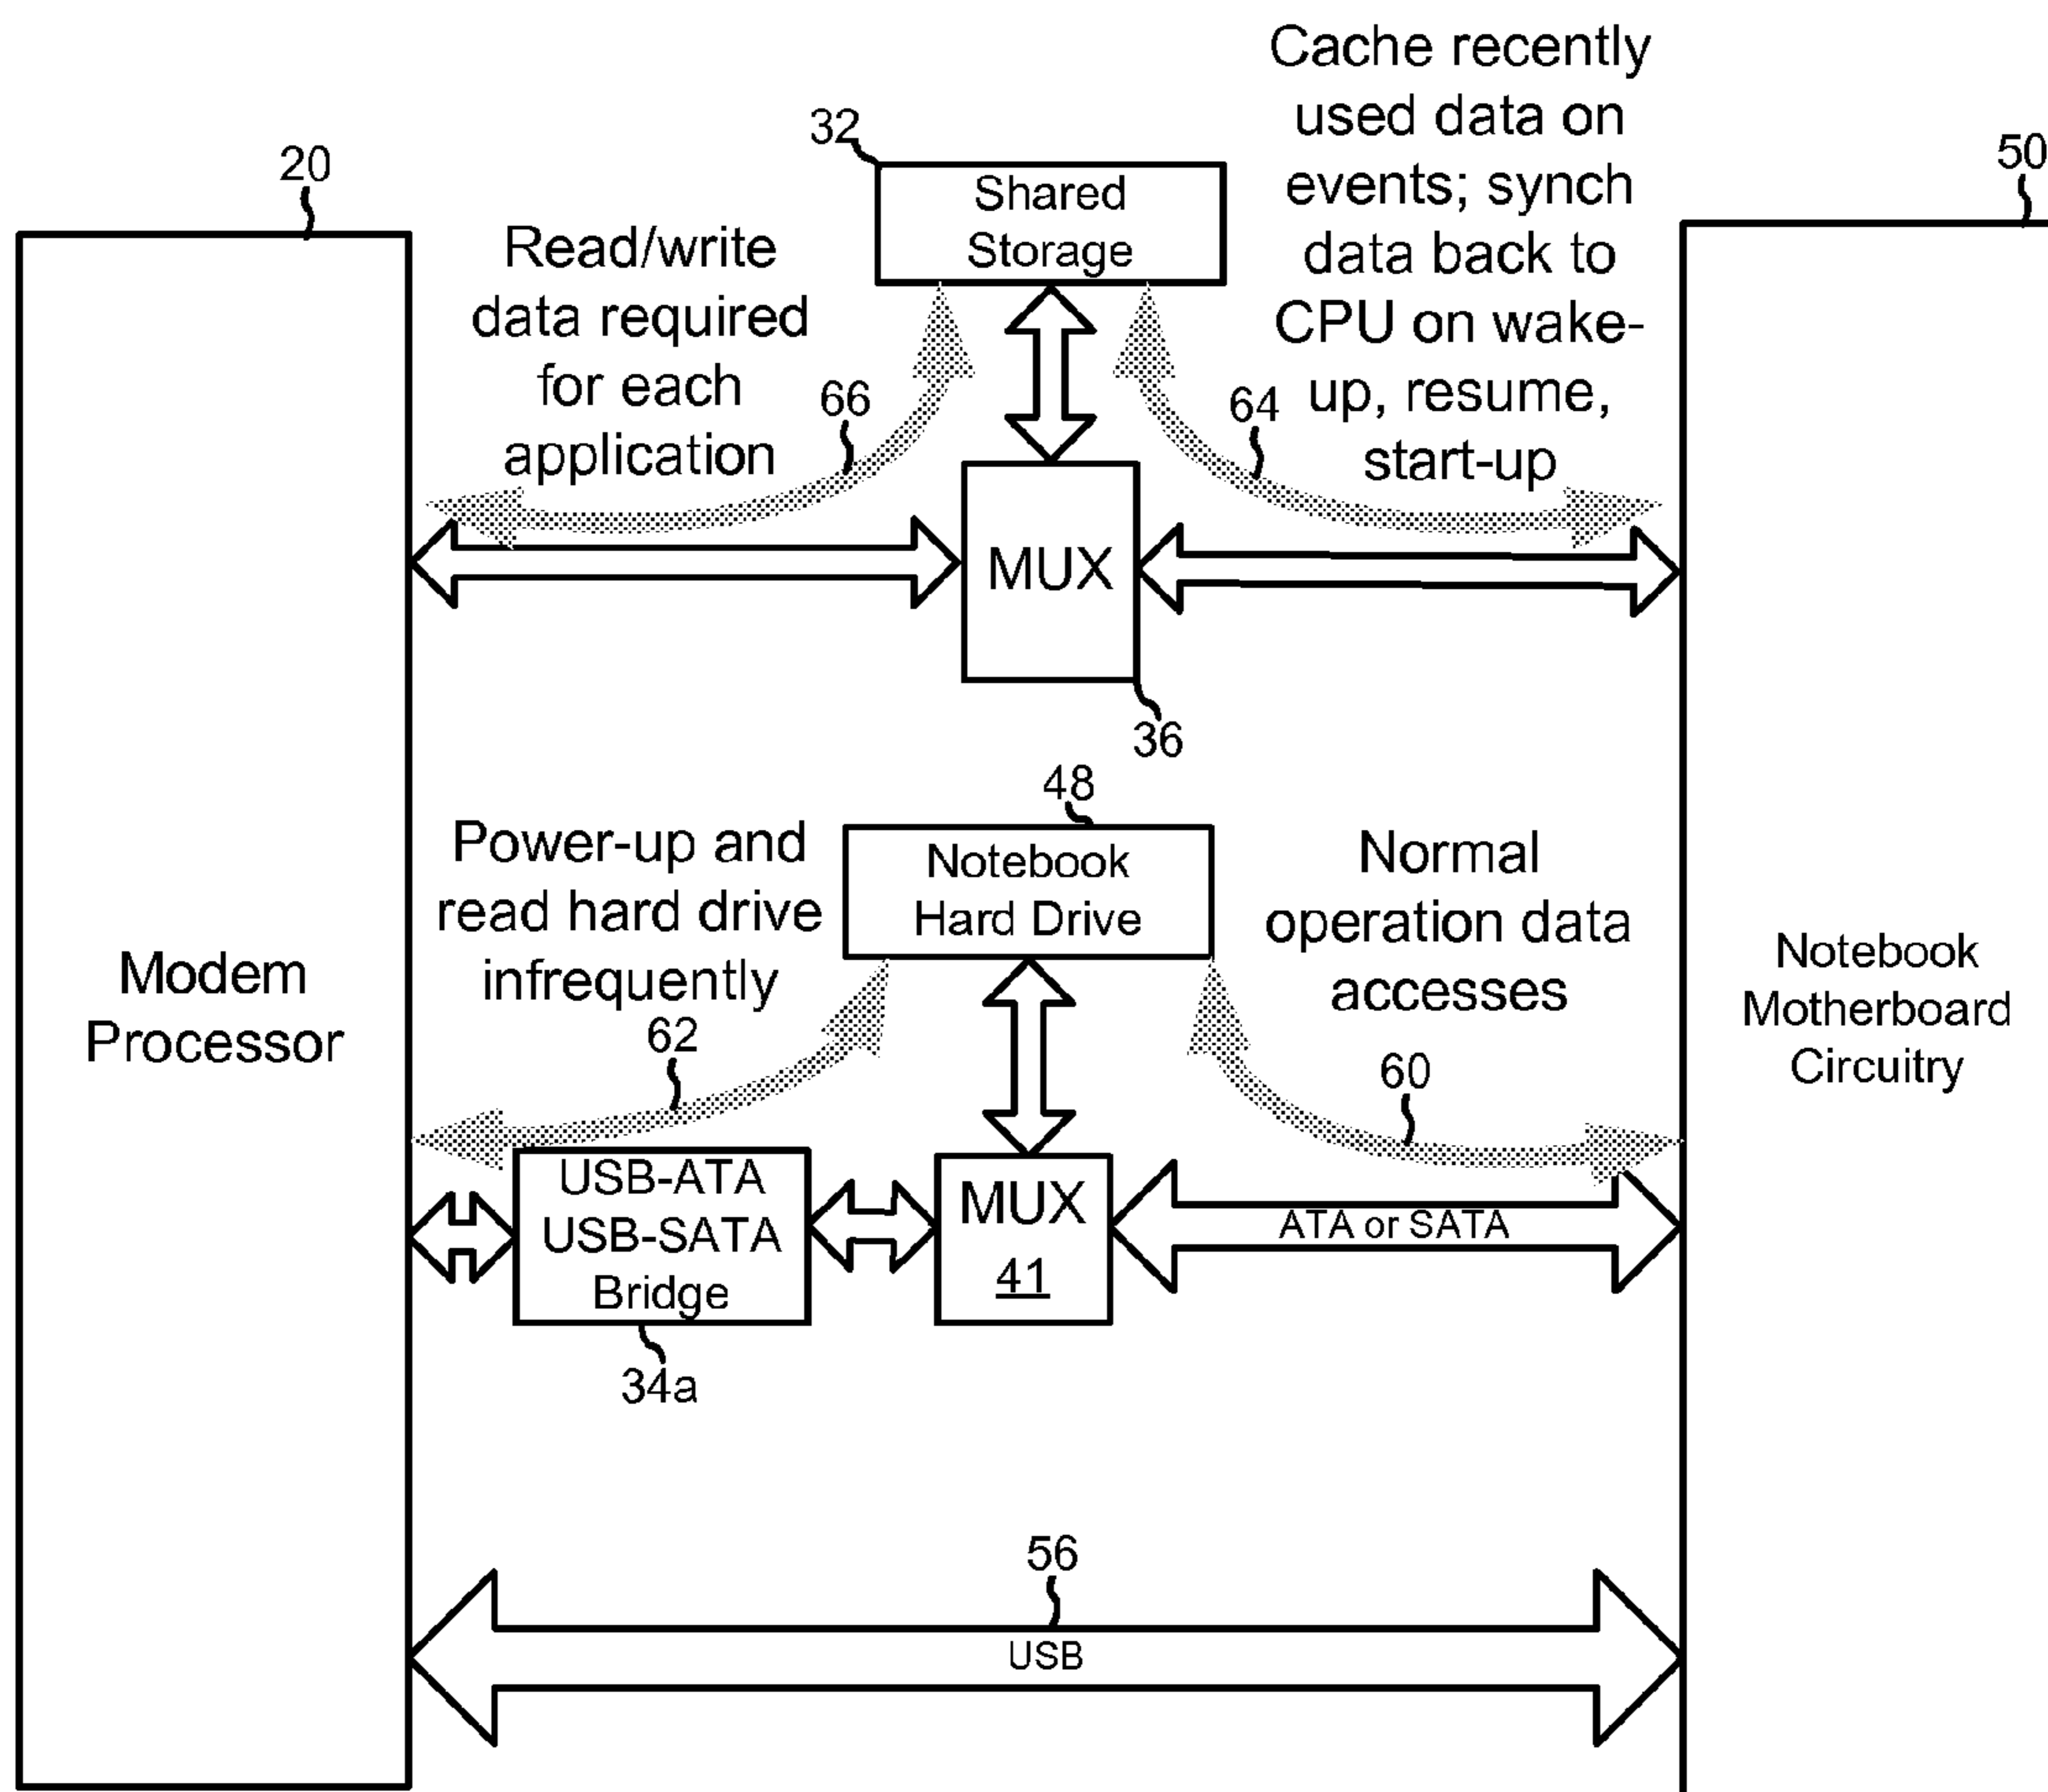 Cache recently
used data on
events; synch
data back to
CPU on wake-
up, resume,
start-up
32
Shared
Storage
20
50
Read/write
data required
for each
application
66
64
MUX
36
48
Notebook
Hard Drive
Power-up and
read hard drive
infrequently
62
Normal
operation data
accesses
60
Modem
Processor
Notebook
Motherboard
Circuitry
USB-ATA
USB-SATA
Bridge
34a
MUX
41
ATA or SATA
56
USB